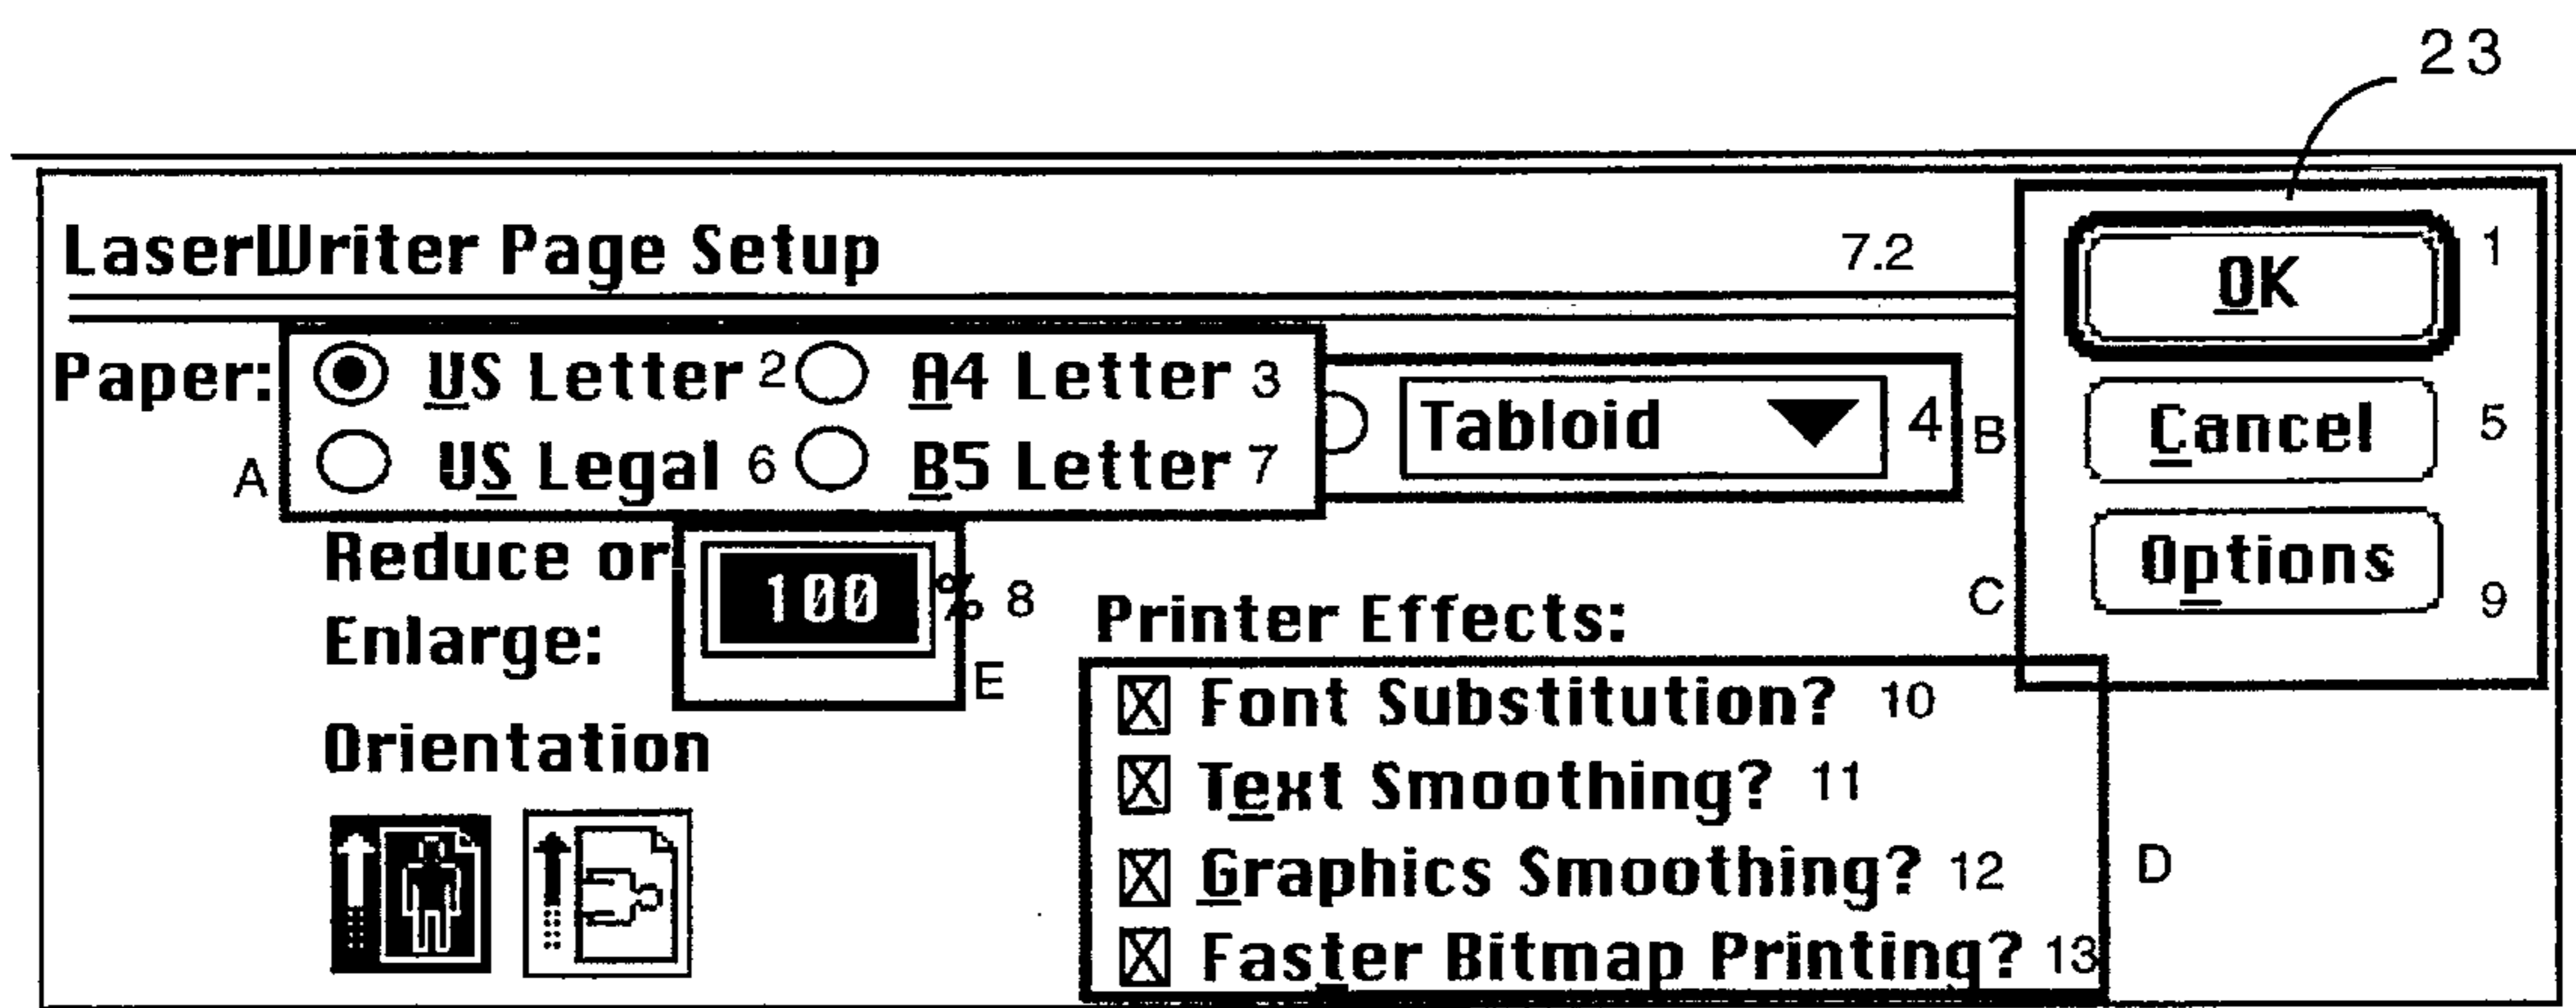 23
LaserWriter Page Setup 7.2 OK 1
Paper: US Letter 2 A4 Letter 3
Tabloid 4 B Cancel 5
A US Legal 6 B5 Letter 7
Reduce or 100 % 8 Options 9
Enlarge: E Printer Effects: C
Font Substitution? 10
Orientation Text Smoothing? 11
Graphics Smoothing? 12 D
Faster Bitmap Printing? 13